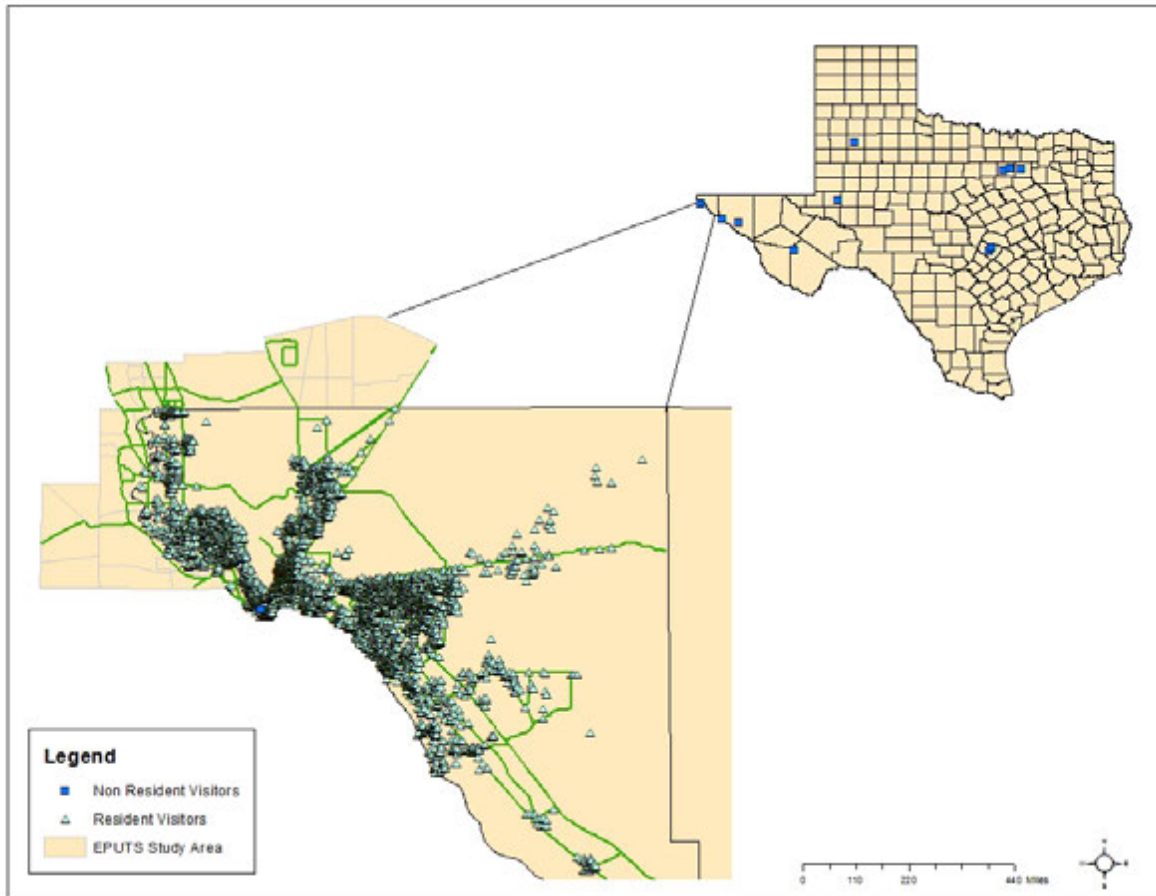 Legend
Non Resident Visitors
Resident Visitors
EPUTS Study Area
0 110 220 440 Miles